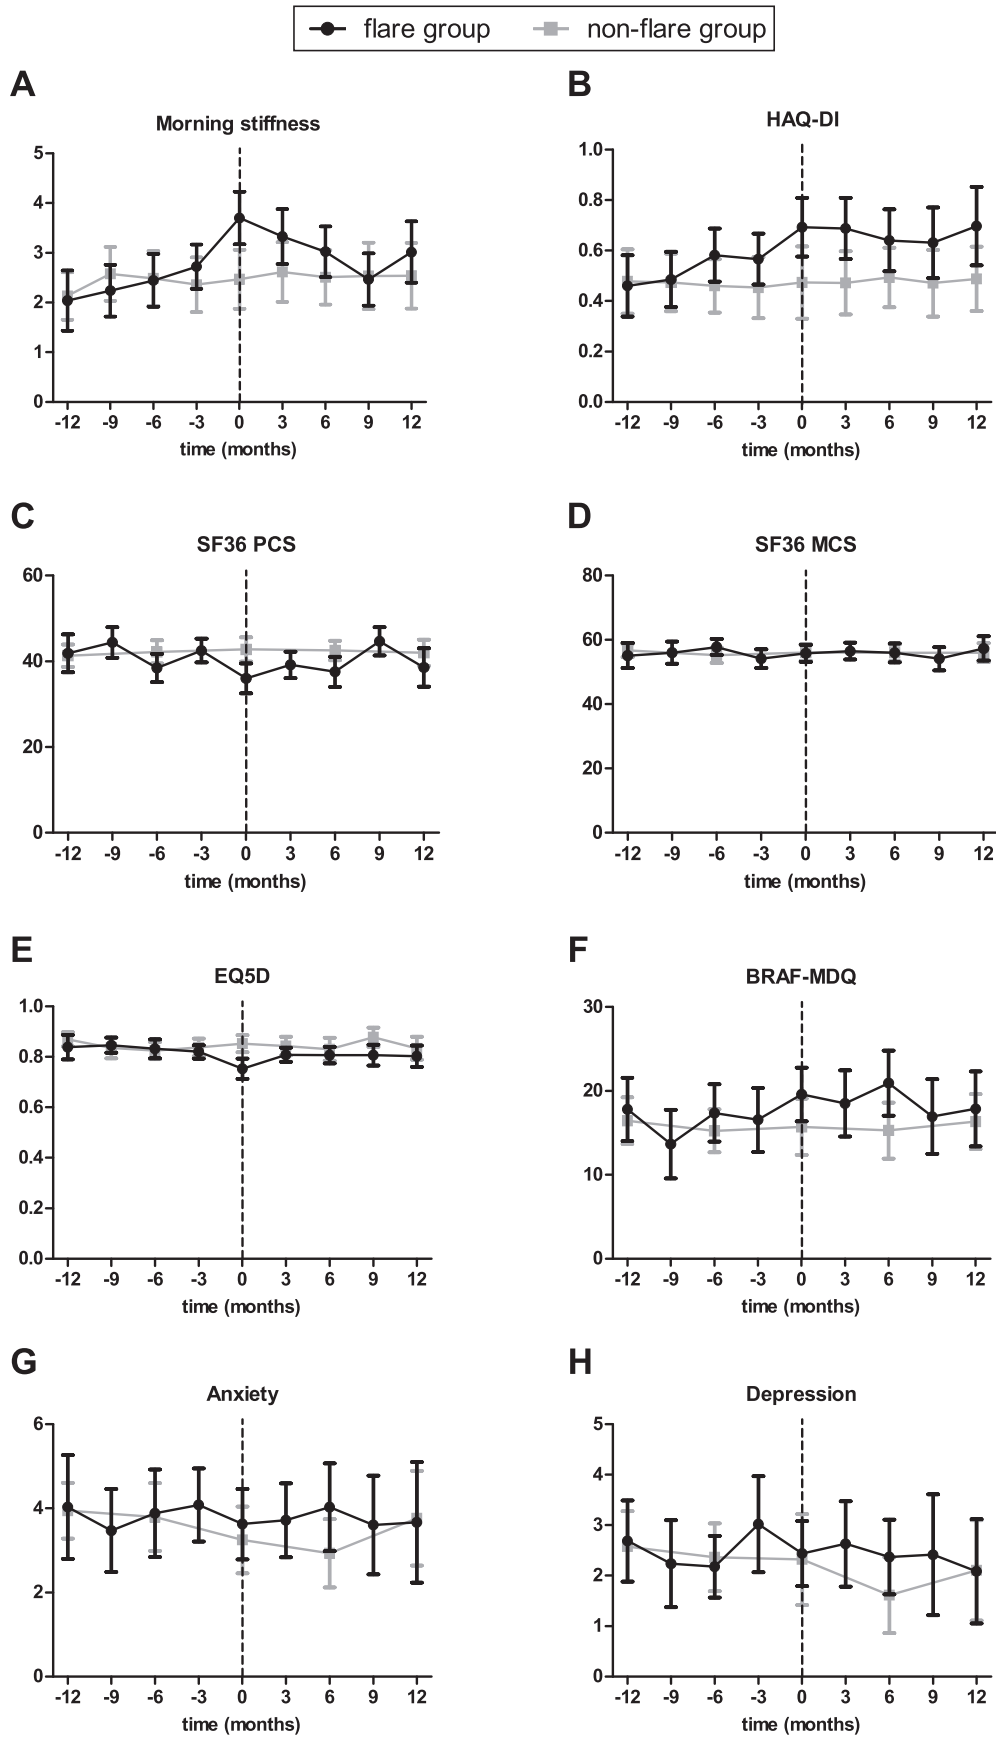 flare group non-flare group
A
Morning stiffness
5
4
3
2
1
0
-12 -9 -6 -3 0 3 6 9 12
time (months)
B
HAQ-DI
1.0
0.8
0.6
0.4
0.2
0.0
-12 -9 -6 -3 0 3 6 9 12
time (months)
C
SF36 PCS
60
40
20
0
-12 -9 -6 -3 0 3 6 9 12
time (months)
D
SF36 MCS
80
60
40
20
0
-12 -9 -6 -3 0 3 6 9 12
time (months)
E
EQ5D
1.0
0.8
0.6
0.4
0.2
0.0
-12 -9 -6 -3 0 3 6 9 12
time (months)
F
BRAF-MDQ
30
20
10
0
-12 -9 -6 -3 0 3 6 9 12
time (months)
G
Anxiety
6
4
2
0
-12 -9 -6 -3 0 3 6 9 12
time (months)
H
Depression
5
4
3
2
1
0
-12 -9 -6 -3 0 3 6 9 12
time (months)